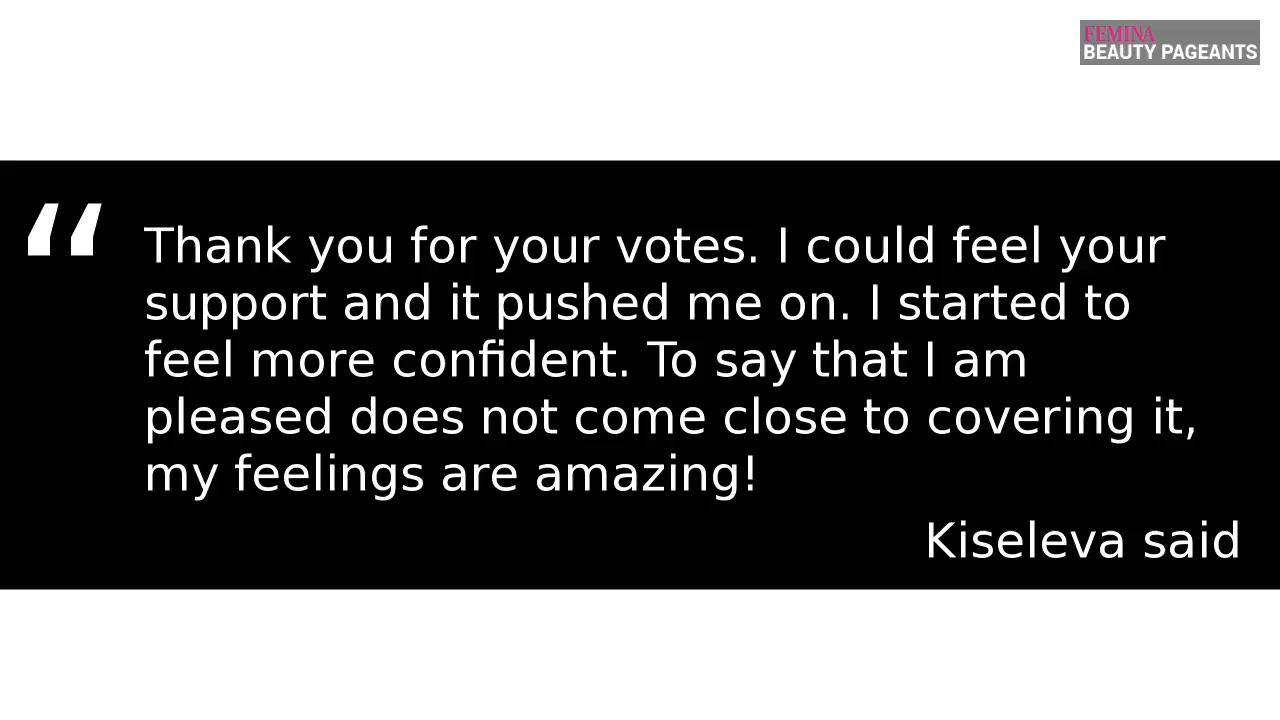 FEMINA
BEAUTY PAGEANTS
“
Thank you for your votes. I could feel your
support and it pushed me on. I started to
feel more confident. To say that I am
pleased does not come close to covering it,
my feelings are amazing!
Kiseleva said